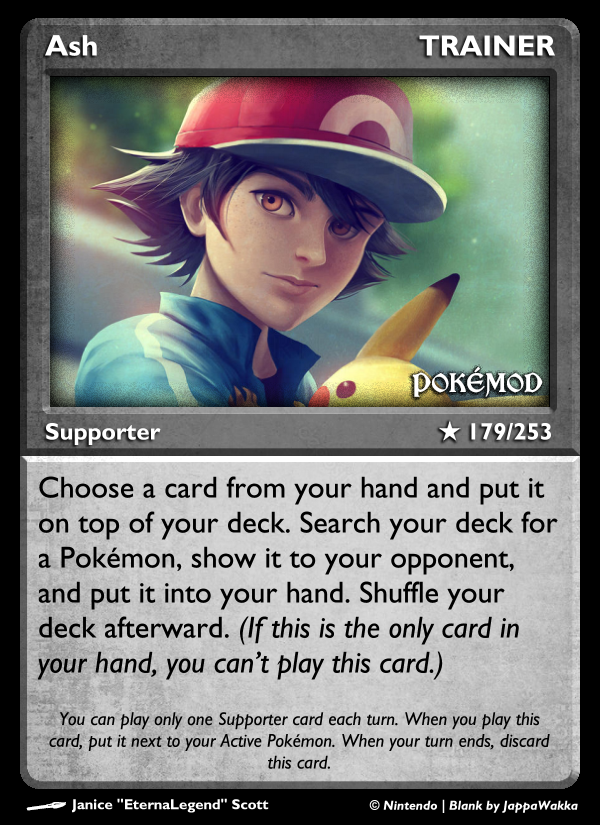 Ash TRAINER
POKÉMOD
Supporter ★ 179/253
Choose a card from your hand and put it
on top of your deck. Search your deck for
a Pokémon, show it to your opponent,
and put it into your hand. Shuffle your
deck afterward. (If this is the only card in
your hand, you can’t play this card.)
You can play only one Supporter card each turn. When you play this
card, put it next to your Active Pokémon. When your turn ends, discard
this card.
Janice "EternaLegend" Scott © Nintendo | Blank by JappaWakka